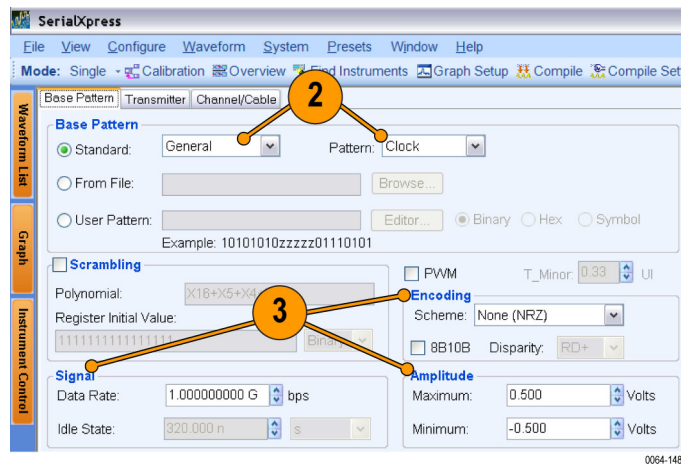 SerialXpress
File View Configure Waveform System Presets Window Help
Mode: Single Calibration Overview Find Instruments Graph Setup Compile Compile Set
Base Pattern Transmitter Channel/Cable
2
Waveform List
Graph
Instrument Control
Base Pattern
Standard: General Pattern: Clock
From File: Browse...
User Pattern: Editor... Binary Hex Symbol
Example: 10101010zzzzz01110101
Scrambling PWM T_Minor: 0.33 UI
Polynomial: X16+X5+X4
3
Encoding
Register Initial Value: Scheme: None (NRZ)
1111111111111111 8B10B Disparity: RD+
Signal Amplitude
Data Rate: 1.000000000 G bps Maximum: 0.500 Volts
Idle State: 320.000 n s Minimum: -0.500 Volts
0064-148